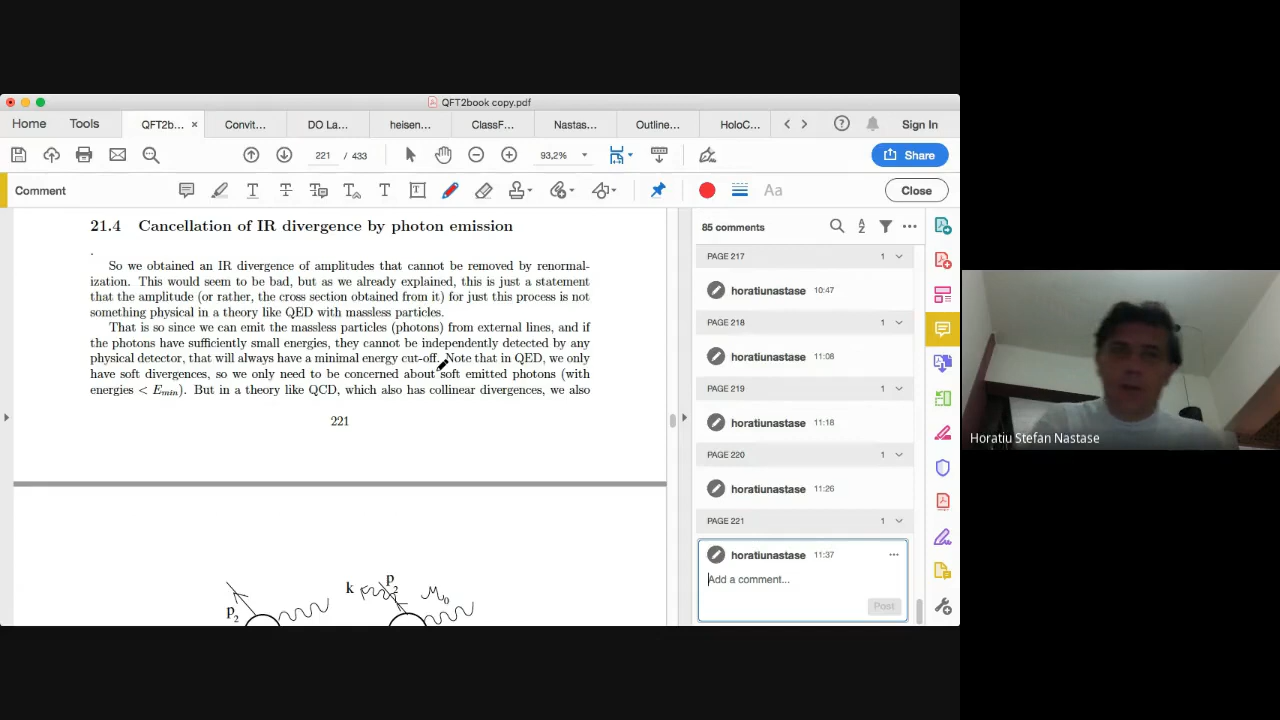 QFT2book copy.pdf
Home Tools QFT2b... × Convit... DO La... heisen... ClassF... Nastas... Outline... HoloC... Sign In
221 / 433 93,2% Share
Comment T T T T T Aa Close
21.4 Cancellation of IR divergence by photon emission
.
So we obtained an IR divergence of amplitudes that cannot be removed by renormal-
ization. This would seem to be bad, but as we already explained, this is just a statement
that the amplitude (or rather, the cross section obtained from it) for just this process is not
something physical in a theory like QED with massless particles.
That is so since we can emit the massless particles (photons) from external lines, and if
the photons have sufficiently small energies, they cannot be independently detected by any
physical detector, that will always have a minimal energy cut-off. Note that in QED, we only
have soft divergences, so we only need to be concerned about soft emitted photons (with
energies < Emin). But in a theory like QCD, which also has collinear divergences, we also
221
p2
k p2 M0
85 comments
PAGE 217 1
horatiunastase 10:47
PAGE 218 1
horatiunastase 11:08
PAGE 219 1
horatiunastase 11:18
PAGE 220 1
horatiunastase 11:26
PAGE 221 1
horatiunastase 11:37
Add a comment...
Post
Horatiu Stefan Nastase